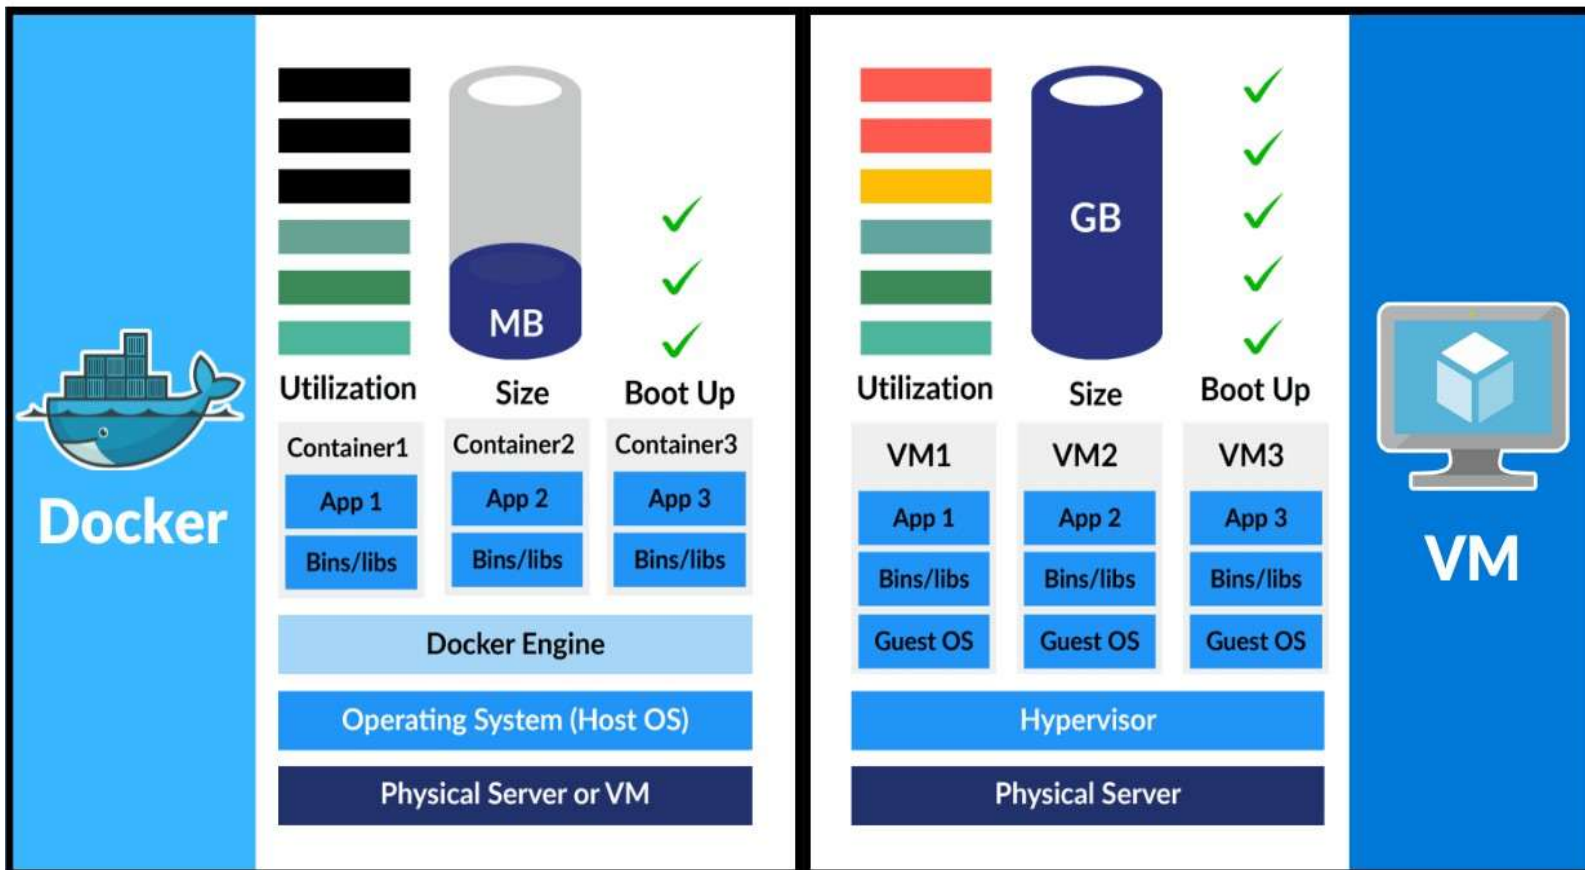 Docker
MB
Utilization
Size
Boot Up
Container1
Container2
Container3
App 1
App 2
App 3
Bins/libs
Bins/libs
Bins/libs
Docker Engine
Operating System (Host OS)
Physical Server or VM
GB
Utilization
Size
Boot Up
VM1
VM2
VM3
App 1
App 2
App 3
Bins/libs
Bins/libs
Bins/libs
Guest OS
Guest OS
Guest OS
Hypervisor
Physical Server
VM